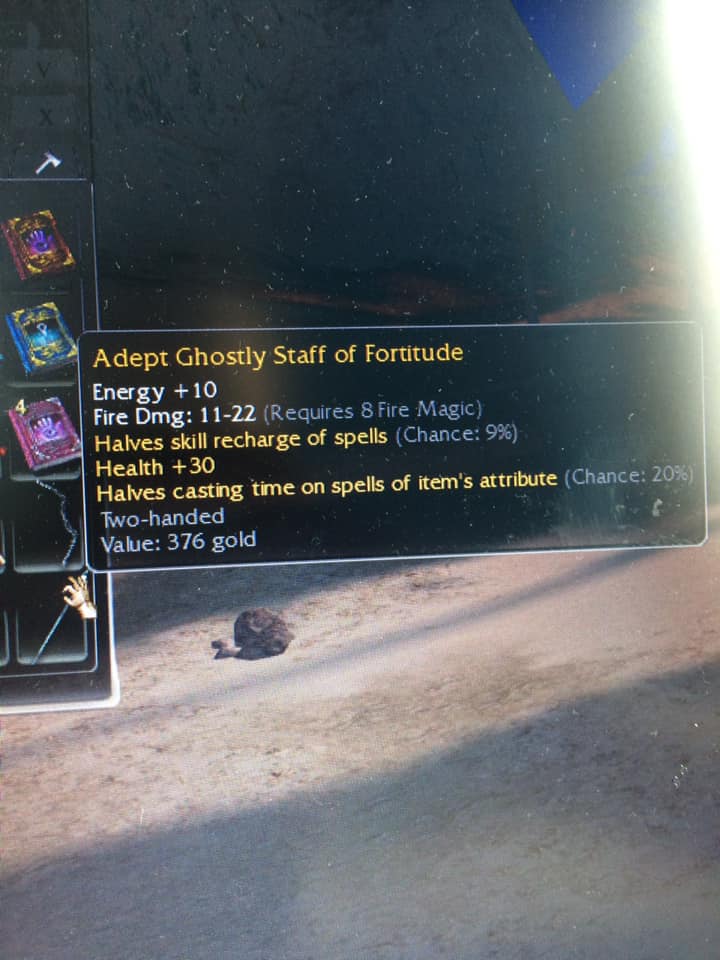 V
X
4
Adept Ghostly Staff of Fortitude
Energy +10
Fire Dmg: 11-22 (Requires 8 Fire Magic)
Halves skill recharge of spells (Chance: 9%)
Health +30
Halves casting time on spells of item's attribute (Chance: 20%)
Two-handed
Value: 376 gold